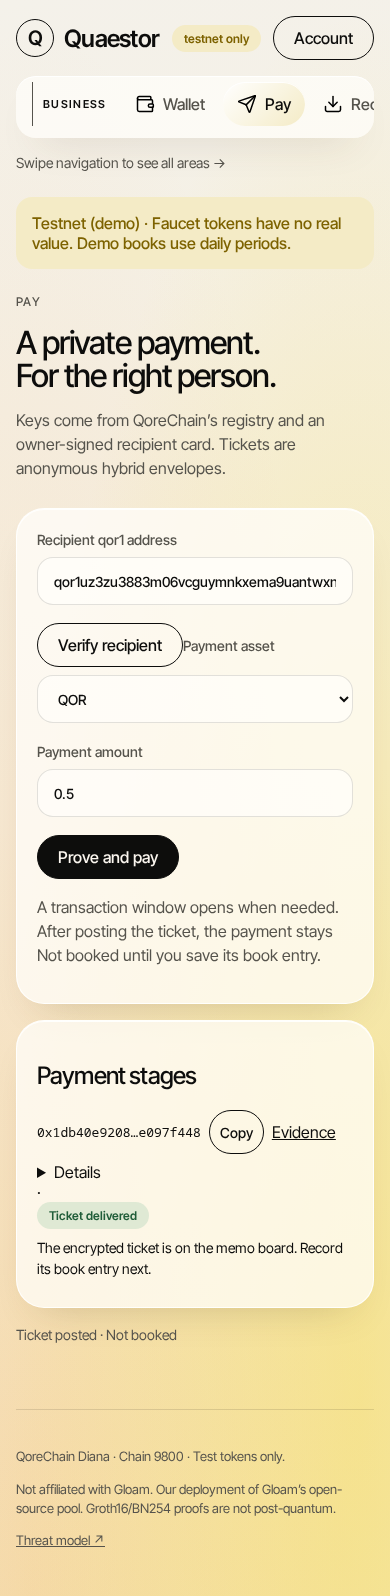 Q Quaestor testnet only Account
BUSINESS Wallet Pay Rec
Swipe navigation to see all areas →
Testnet (demo) · Faucet tokens have no real
value. Demo books use daily periods.
PAY
A private payment.
For the right person.
Keys come from QoreChain’s registry and an
owner-signed recipient card. Tickets are
anonymous hybrid envelopes.
Recipient qor1 address
qor1uz3zu3883m06vcguymnkxema9uantwxr
Verify recipient Payment asset
QOR
Payment amount
0.5
Prove and pay
A transaction window opens when needed.
After posting the ticket, the payment stays
Not booked until you save its book entry.
Payment stages
0x1db40e9208…e097f448 Copy Evidence
Details
·
Ticket delivered
The encrypted ticket is on the memo board. Record
its book entry next.
Ticket posted · Not booked
QoreChain Diana · Chain 9800 · Test tokens only.
Not affiliated with Gloam. Our deployment of Gloam’s open-
source pool. Groth16/BN254 proofs are not post-quantum.
Threat model ↗